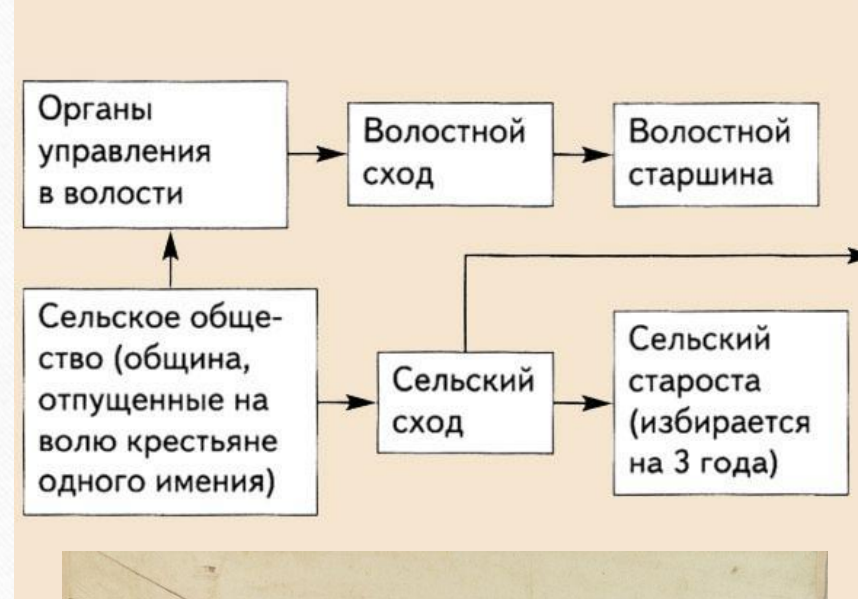 Органы
управления
в волости
Волостной
сход
Волостной
старшина
Сельское обще-
ство (община,
отпущенные на
волю крестьяне
одного имения)
Сельский
сход
Сельский
староста
(избирается
на 3 года)